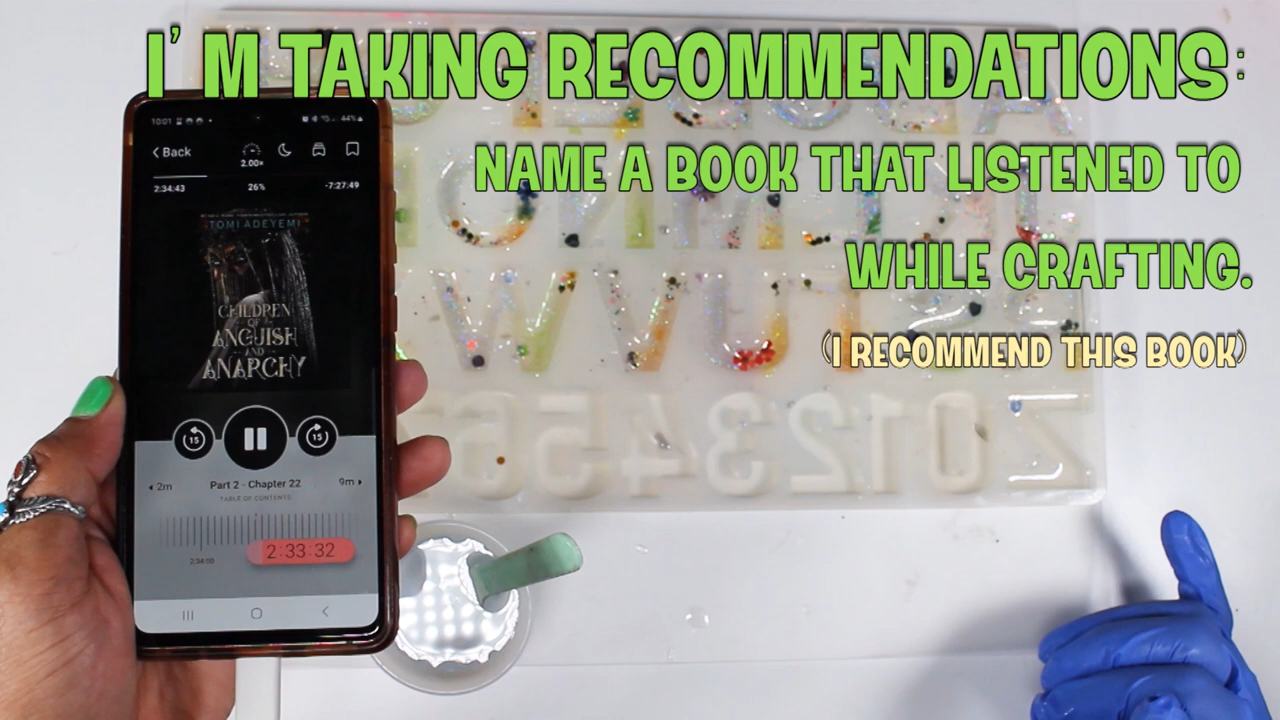 I'M TAKING RECOMMENDATIONS:
NAME A BOOK THAT LISTENED TO
WHILE CRAFTING.
(I RECOMMEND THIS BOOK)
10:01
44%
Back
2.00×
2:34:43 26% -7:27:49
TOMI ADEYEMI
CHILDREN
OF
ANGUISH
AND
ANARCHY
15 15
2m Part 2 - Chapter 22 9m
TABLE OF CONTENTS
2:33:32
2:34:00